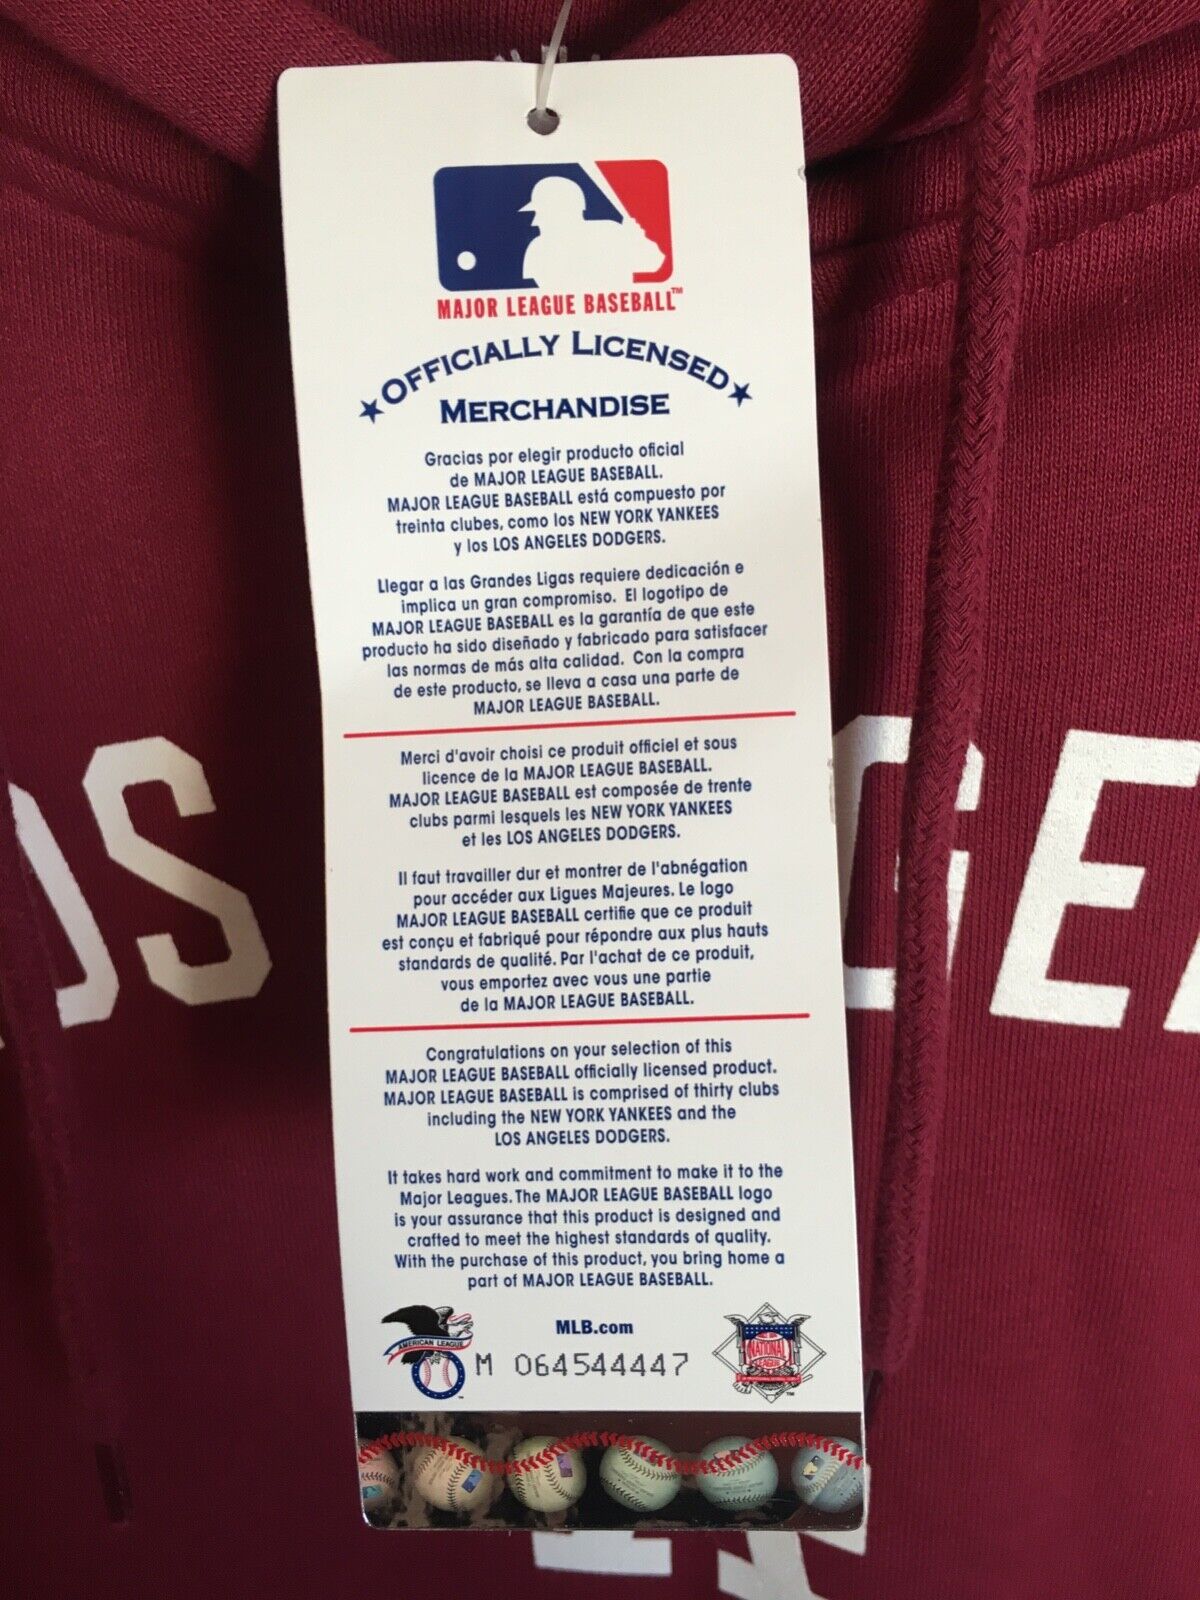 MAJOR LEAGUE BASEBALL™
★OFFICIALLY LICENSED★
MERCHANDISE
Gracias por elegir producto oficial
de MAJOR LEAGUE BASEBALL.
MAJOR LEAGUE BASEBALL está compuesto por
treinta clubes, como los NEW YORK YANKEES
y los LOS ANGELES DODGERS.
Llegar a las Grandes Ligas requiere dedicación e
implica un gran compromiso. El logotipo de
MAJOR LEAGUE BASEBALL es la garantía de que este
producto ha sido diseñado y fabricado para satisfacer
las normas de más alta calidad. Con la compra
de este producto, se lleva a casa una parte de
MAJOR LEAGUE BASEBALL.
Merci d'avoir choisi ce produit officiel et sous
licence de la MAJOR LEAGUE BASEBALL.
MAJOR LEAGUE BASEBALL est composée de trente
clubs parmi lesquels les NEW YORK YANKEES
et les LOS ANGELES DODGERS.
Il faut travailler dur et montrer de l'abnégation
pour accéder aux Ligues Majeures. Le logo
MAJOR LEAGUE BASEBALL certifie que ce produit
est conçu et fabriqué pour répondre aux plus hauts
standards de qualité. Par l'achat de ce produit,
vous emportez avec vous une partie
de la MAJOR LEAGUE BASEBALL.
Congratulations on your selection of this
MAJOR LEAGUE BASEBALL officially licensed product.
MAJOR LEAGUE BASEBALL is comprised of thirty clubs
including the NEW YORK YANKEES and the
LOS ANGELES DODGERS.
It takes hard work and commitment to make it to the
Major Leagues. The MAJOR LEAGUE BASEBALL logo
is your assurance that this product is designed and
crafted to meet the highest standards of quality.
With the purchase of this product, you bring home a
part of MAJOR LEAGUE BASEBALL.
MLB.com
AMERICAN LEAGUE
M 064544447
NATIONAL
LEAGUE
OS
GE